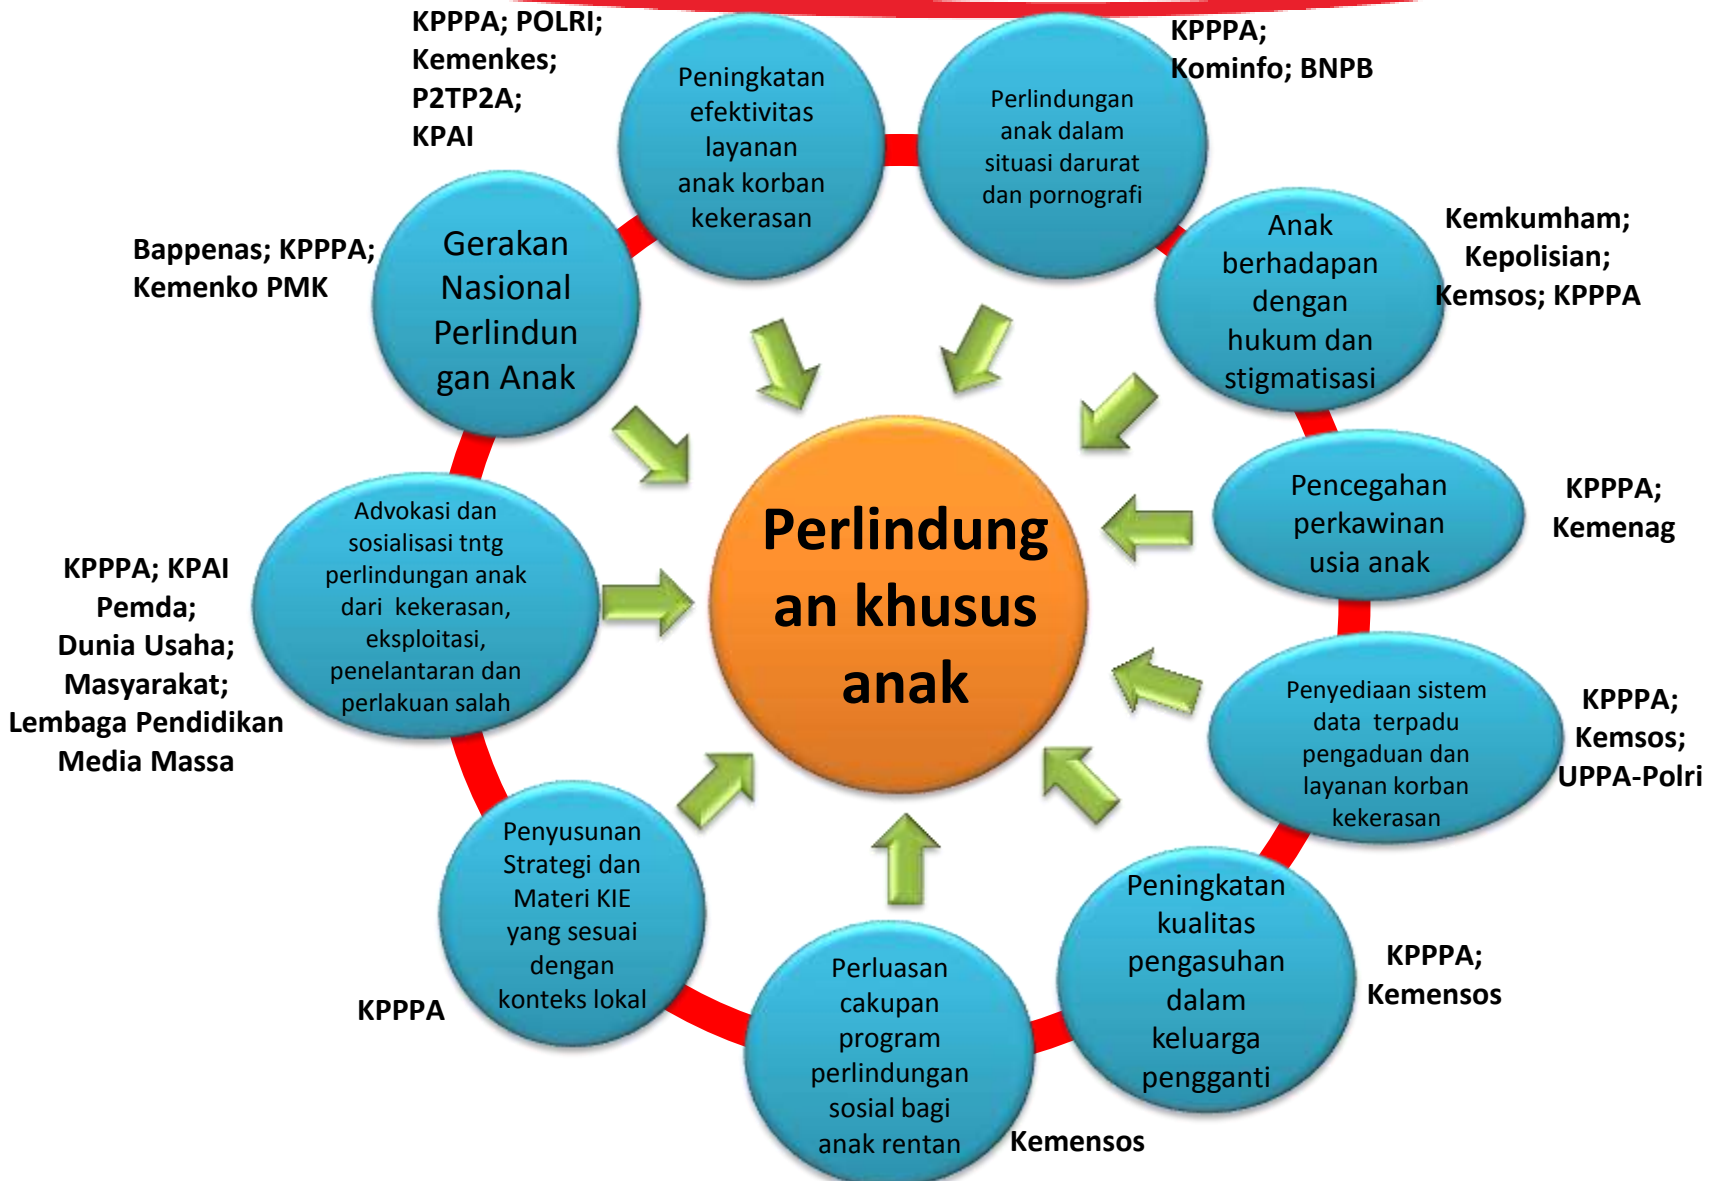 KPPPA; POLRI;
Kemenkes;
P2TP2A;
KPAI
Peningkatan
efektivitas
layanan
anak korban
kekerasan
KPPPA;
Kominfo; BNPB
Perlindungan
anak dalam
situasi darurat
dan pornografi
Kemkumham;
Kepolisian;
Kemsos; KPPPA
Anak
berhadapan
dengan
hukum dan
stigmatisasi
Bappenas; KPPPA;
Kemenko PMK
Gerakan
Nasional
Perlindun
gan Anak
Pencegahan
perkawinan
usia anak
KPPPA;
Kemenag
Perlindung
an khusus
anak
KPPPA; KPAI
Pemda;
Dunia Usaha;
Masyarakat;
Lembaga Pendidikan
Media Massa
Advokasi dan
sosialisasi tntg
perlindungan anak
dari kekerasan,
eksploitasi,
penelantaran dan
perlakuan salah
Penyediaan sistem
data terpadu
pengaduan dan
layanan korban
kekerasan
KPPPA;
Kemsos;
UPPA-Polri
Penyusunan
Strategi dan
Materi KIE
yang sesuai
dengan
konteks lokal
KPPPA
Peningkatan
kualitas
pengasuhan
dalam
keluarga
pengganti
KPPPA;
Kemensos
Perluasan
cakupan
program
perlindungan
sosial bagi
anak rentan
Kemensos